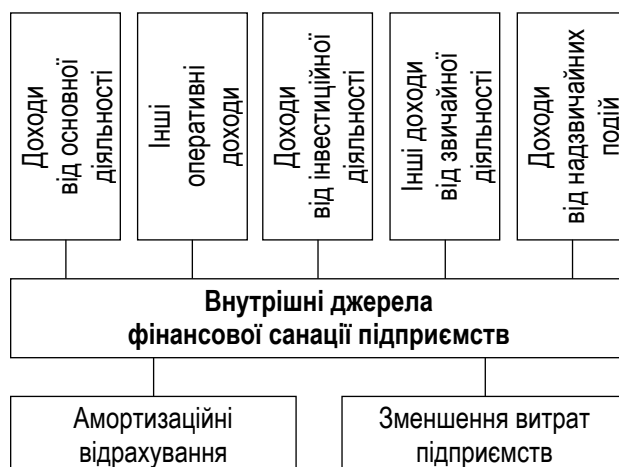 Доходи
від основної
діяльності
Інші
оперативні
доходи
Доходи
від інвестиційної
діяльності
Інші доходи
від звичайної
діяльності
Доходи
від надзвичайних
подій
Внутрішні джерела
фінансової санації підприємств
Амортизаційні
відрахування
Зменшення витрат
підприємств